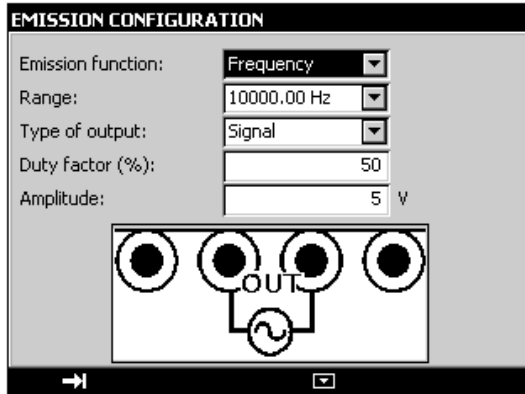 EMISSION CONFIGURATION
Emission function: Frequency
Range: 10000.00 Hz
Type of output: Signal
Duty factor (%): 50
Amplitude: 5 V
OUT